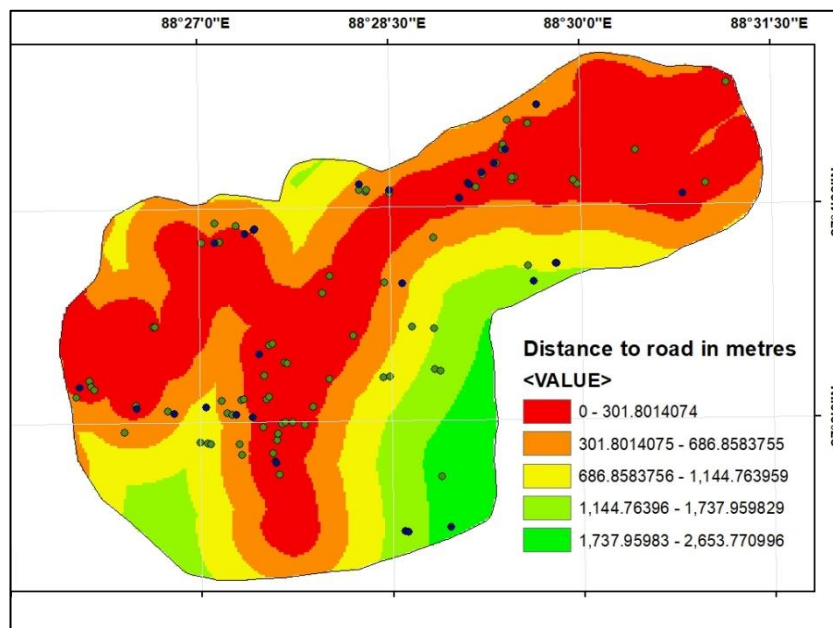 88°27'0"E 88°28'30"E 88°30'0"E 88°31'30"E
Distance to road in metres
<VALUE>
0 - 301.8014074
301.8014075 - 686.8583755
686.8583756 - 1,144.763959
1,144.76396 - 1,737.959829
1,737.95983 - 2,653.770996